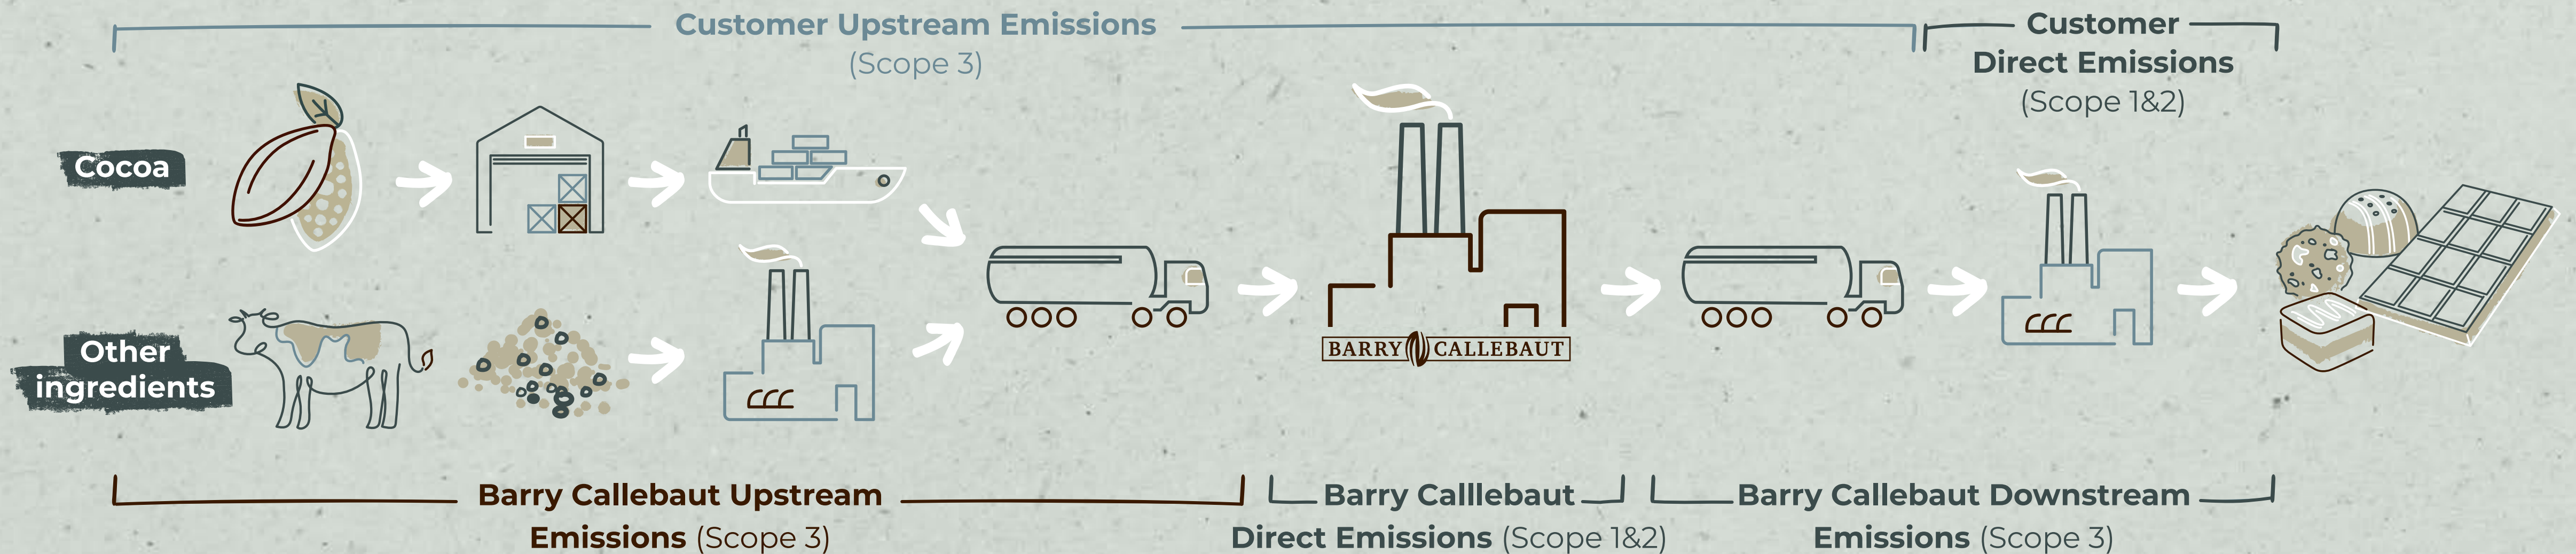 Customer Upstream Emissions
(Scope 3)
Customer
Direct Emissions
(Scope 1&2)
Cocoa
Other
ingredients
BARRY CALLEBAUT
Barry Callebaut Upstream
Emissions (Scope 3)
Barry Calllebaut
Direct Emissions (Scope 1&2)
Barry Callebaut Downstream
Emissions (Scope 3)